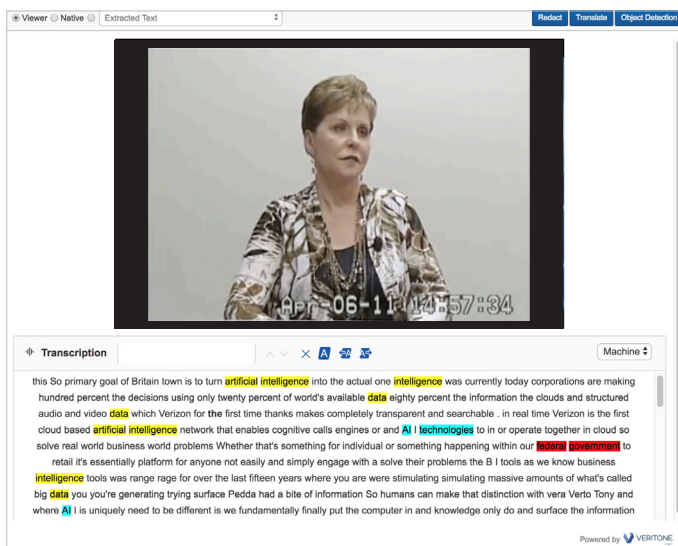 Viewer Native Extracted Text Redact Translate Object Detection
Apr-06-11 14:57:34
Transcription A A A Machine
this So primary goal of Britain town is to turn artificial intelligence into the actual one intelligence was currently today corporations are making
hundred percent the decisions using only twenty percent of world's available data eighty percent the information the clouds and structured
audio and video data which Verizon for the first time thanks makes completely transparent and searchable . in real time Verizon is the first
cloud based artificial intelligence network that enables cognitive calls engines or and AI I technologies to in or operate together in cloud so
solve real world business world problems Whether that's something for individual or something happening within our federal government to
retail it's essentially platform for anyone not easily and simply engage with a solve their problems the B I tools as we know business
intelligence tools was range rage for over the last fifteen years where you are were stimulating simulating massive amounts of what's called
big data you you're generating trying surface Pedda had a bite of information So humans can make that distinction with vera Verto Tony and
where AI I is uniquely need to be different is we fundamentally finally put the computer in and knowledge only do and surface the information
Powered by VERITONE